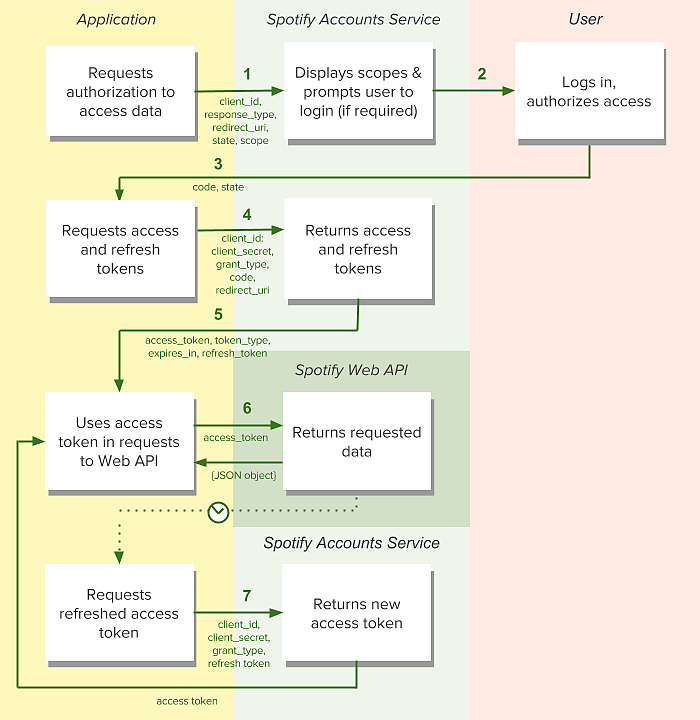 Application
Spotify Accounts Service
User
Requests
authorization to
access data
1
client_id,
response_type,
redirect_uri,
state, scope
Displays scopes &
prompts user to
login (if required)
2
Logs in,
authorizes access
3
code, state
Requests access
and refresh
tokens
4
client_id:
client_secret,
grant_type,
code,
redirect_uri
Returns access
and refresh
tokens
5
access_token, token_type,
expires_in, refresh_token
Spotify Web API
Uses access
token in requests
to Web API
6
access_token
{JSON object}
Returns requested
data
Spotify Accounts Service
Requests
refreshed access
token
7
client_id,
client_secret,
grant_type,
refresh token
Returns new
access token
access token